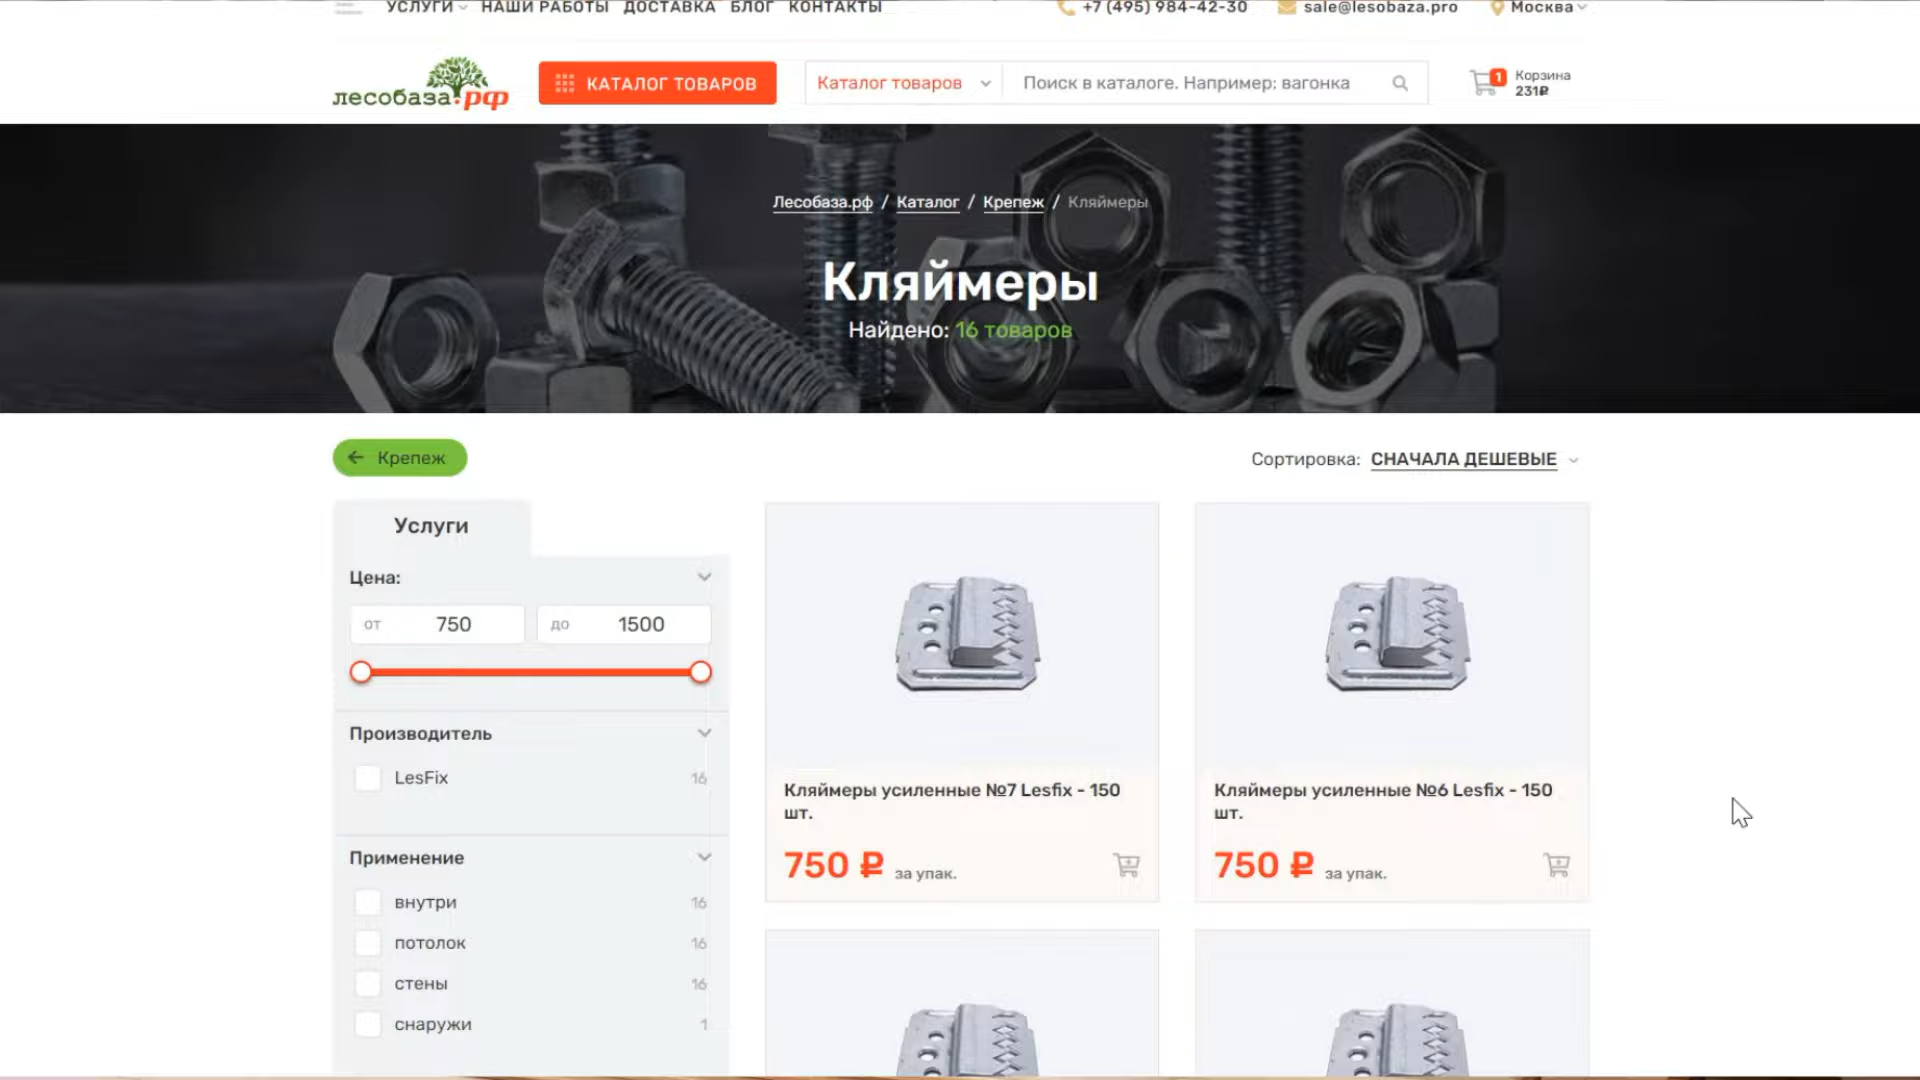 УСЛУГИ НАШИ РАБОТЫ ДОСТАВКА БЛОГ КОНТАКТЫ +7 (495) 984-42-30 sale@lesobaza.pro Москва
лесобаза.рф КАТАЛОГ ТОВАРОВ Каталог товаров Поиск в каталоге. Например: вагонка 1 Корзина
231₽
Лесобаза.рф / Каталог / Крепеж / Кляймеры
Кляймеры
Найдено: 16 товаров
Крепеж
Сортировка: СНАЧАЛА ДЕШЕВЫЕ
Услуги
Цена:
от 750 до 1500
Производитель
LesFix 16
Применение
внутри 16
потолок 16
стены 16
снаружи 1
Кляймеры усиленные №7 Lesfix - 150
шт.
750 ₽ за упак.
Кляймеры усиленные №6 Lesfix - 150
шт.
750 ₽ за упак.